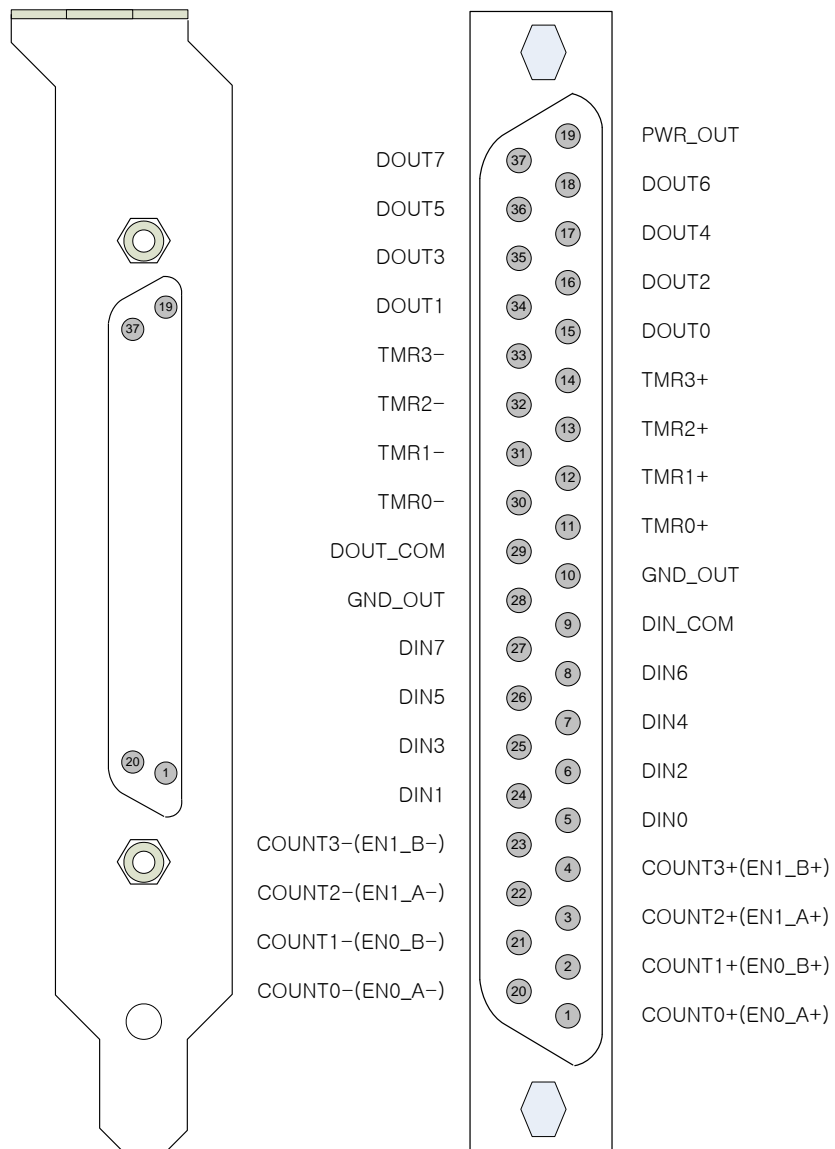 19 PWR_OUT
DOUT7 37
18 DOUT6
DOUT5 36
17 DOUT4
DOUT3 35
16 DOUT2
DOUT1 34
15 DOUT0
TMR3- 33
14 TMR3+
TMR2- 32
13 TMR2+
TMR1- 31
12 TMR1+
TMR0- 30
11 TMR0+
DOUT_COM 29
10 GND_OUT
GND_OUT 28
9 DIN_COM
DIN7 27
8 DIN6
DIN5 26
7 DIN4
DIN3 25
6 DIN2
DIN1 24
5 DIN0
COUNT3-(EN1_B-) 23
4 COUNT3+(EN1_B+)
COUNT2-(EN1_A-) 22
3 COUNT2+(EN1_A+)
COUNT1-(EN0_B-) 21
2 COUNT1+(EN0_B+)
COUNT0-(EN0_A-) 20
1 COUNT0+(EN0_A+)
19
37
20
1